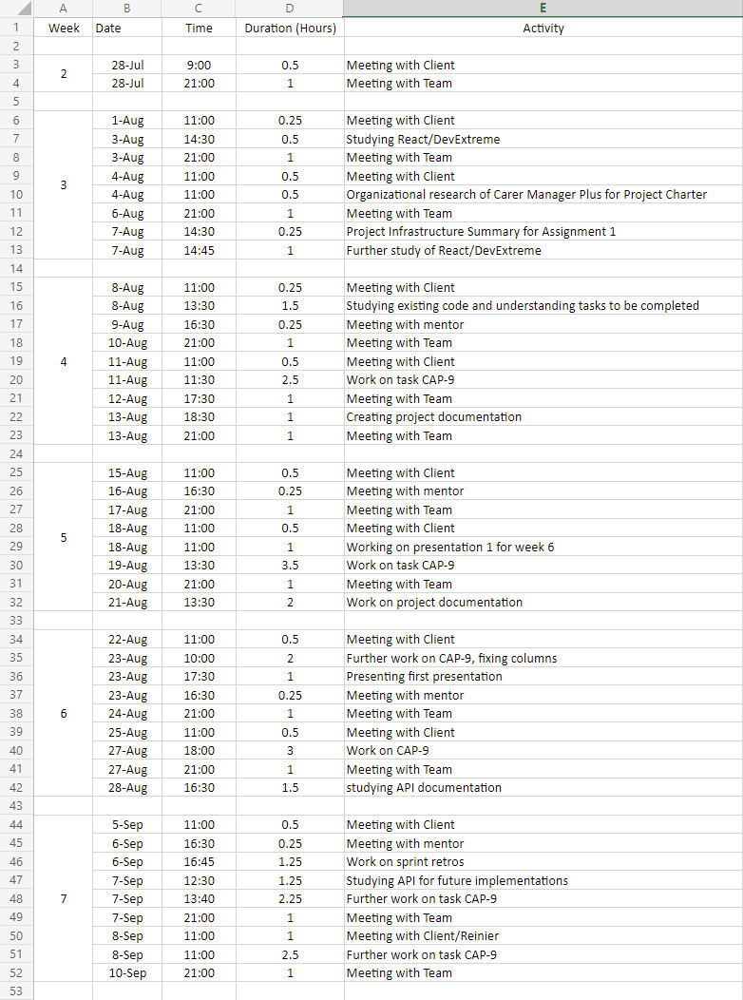 A B C D E
1 Week Date Time Duration (Hours) Activity
2
3 28-Jul 9:00 0.5 Meeting with Client
2
4 28-Jul 21:00 1 Meeting with Team
5
6 1-Aug 11:00 0.25 Meeting with Client
7 3-Aug 14:30 0.5 Studying React/DevExtreme
8 3-Aug 21:00 1 Meeting with Team
9 4-Aug 11:00 0.5 Meeting with Client
3
10 4-Aug 11:00 0.5 Organizational research of Carer Manager Plus for Project Charter
11 6-Aug 21:00 1 Meeting with Team
12 7-Aug 14:30 0.25 Project Infrastructure Summary for Assignment 1
13 7-Aug 14:45 1 Further study of React/DevExtreme
14
15 8-Aug 11:00 0.25 Meeting with Client
16 8-Aug 13:30 1.5 Studying existing code and understanding tasks to be completed
17 9-Aug 16:30 0.25 Meeting with mentor
18 10-Aug 21:00 1 Meeting with Team
19 4 11-Aug 11:00 0.5 Meeting with Client
20 11-Aug 11:30 2.5 Work on task CAP-9
21 12-Aug 17:30 1 Meeting with Team
22 13-Aug 18:30 1 Creating project documentation
23 13-Aug 21:00 1 Meeting with Team
24
25 15-Aug 11:00 0.5 Meeting with Client
26 16-Aug 16:30 0.25 Meeting with mentor
27 17-Aug 21:00 1 Meeting with Team
28 18-Aug 11:00 0.5 Meeting with Client
5
29 18-Aug 11:00 1 Working on presentation 1 for week 6
30 19-Aug 13:30 3.5 Work on task CAP-9
31 20-Aug 21:00 1 Meeting with Team
32 21-Aug 13:30 2 Work on project documentation
33
34 22-Aug 11:00 0.5 Meeting with Client
35 23-Aug 10:00 2 Further work on CAP-9, fixing columns
36 23-Aug 17:30 1 Presenting first presentation
37 23-Aug 16:30 0.25 Meeting with mentor
38 6 24-Aug 21:00 1 Meeting with Team
39 25-Aug 11:00 0.5 Meeting with Client
40 27-Aug 18:00 3 Work on CAP-9
41 27-Aug 21:00 1 Meeting with Team
42 28-Aug 16:30 1.5 studying API documentation
43
44 5-Sep 11:00 0.5 Meeting with Client
45 6-Sep 16:30 0.25 Meeting with mentor
46 6-Sep 16:45 1.25 Work on sprint retros
47 7-Sep 12:30 1.25 Studying API for future implementations
48 7 7-Sep 13:40 2.25 Further work on task CAP-9
49 7-Sep 21:00 1 Meeting with Team
50 8-Sep 11:00 1 Meeting with Client/Reinier
51 8-Sep 11:00 2.5 Further work on task CAP-9
52 10-Sep 21:00 1 Meeting with Team
53